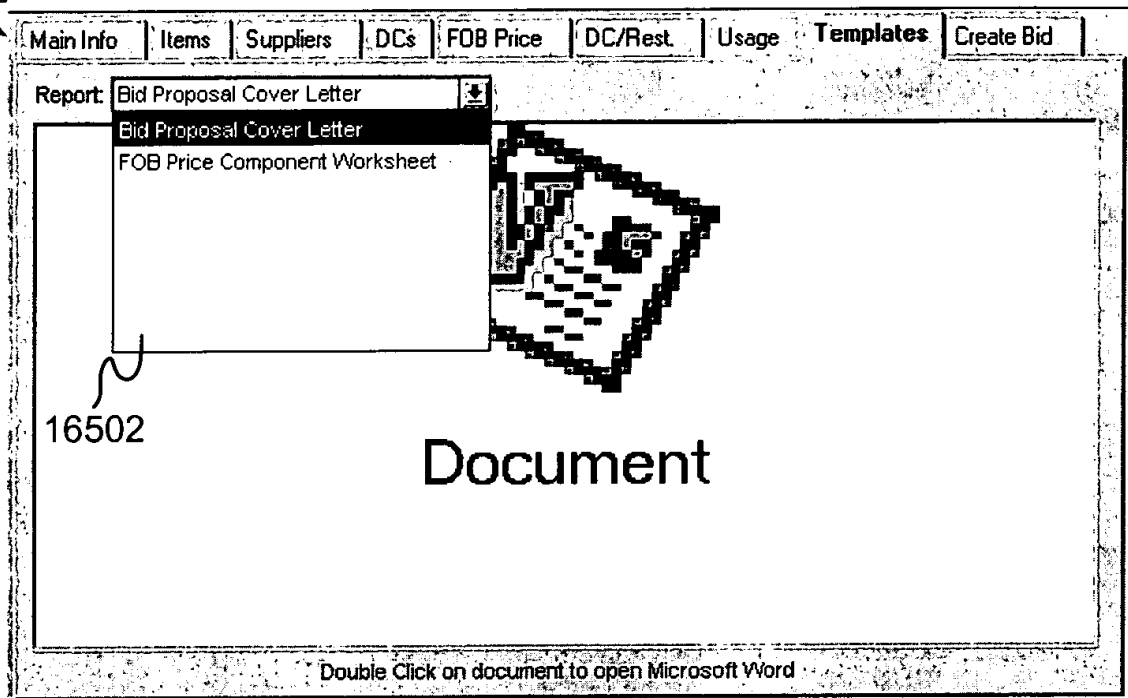 Main Info Items Suppliers DCs FOB Price DC/Rest. Usage Templates Create Bid
Report: Bid Proposal Cover Letter
Bid Proposal Cover Letter
FOB Price Component Worksheet
16502
Document
Double Click on document to open Microsoft Word